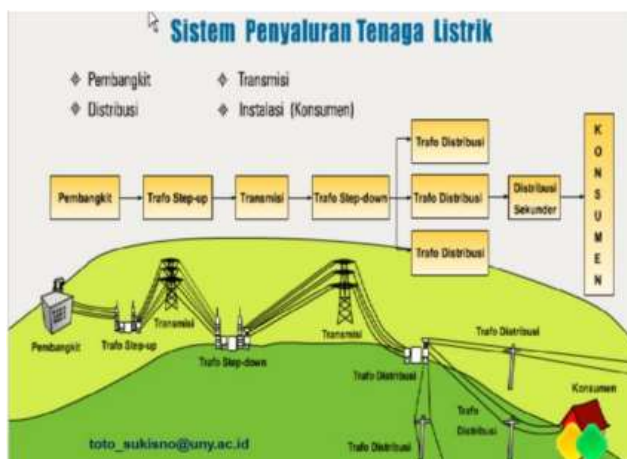 Sistem Penyaluran Tenaga Listrik
❖ Pembangkit
❖ Transmisi
❖ Distribusi
❖ Instalasi (Konsumen)
Trafo Distribusi
Pembangkit
Trafo Step-up
Transmisi
Trafo Step-down
Trafo Distribusi
Distribusi
Sekunder
Trafo Distribusi
KONSUMEN
Transmisi
Pembangkit
Trafo Step-up
Trafo Step-down
Transmisi
Trafo Distribusi
Trafo Distribusi
Konsumen
Trafo
Distribusi
Trafo Distribusi
toto_sukisno@uny.ac.id